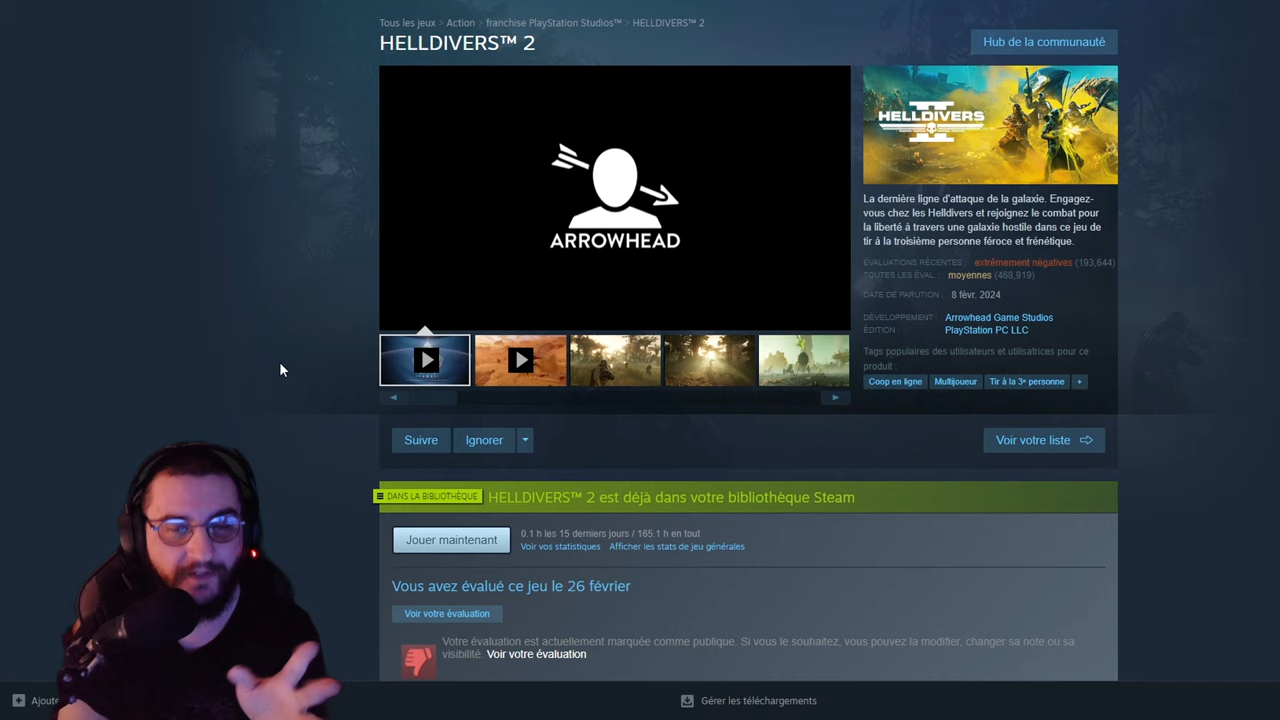 Tous les jeux > Action > franchise PlayStation Studios™ > HELLDIVERS™ 2
HELLDIVERS™ 2
Hub de la communauté
ARROWHEAD
HELLDIVERS
II
La dernière ligne d'attaque de la galaxie. Engagez-
vous chez les Helldivers et rejoignez le combat pour
la liberté à travers une galaxie hostile dans ce jeu de
tir à la troisième personne féroce et frénétique.
ÉVALUATIONS RÉCENTES : extrêmement négatives (193,644)
TOUTES LES ÉVAL. : moyennes (468,919)
DATE DE PARUTION : 8 févr. 2024
DÉVELOPPEMENT : Arrowhead Game Studios
ÉDITION : PlayStation PC LLC
Tags populaires des utilisateurs et utilisatrices pour ce
produit :
Coop en ligne Multijoueur Tir à la 3ᵉ personne +
Suivre Ignorer Voir votre liste
DANS LA BIBLIOTHÈQUE HELLDIVERS™ 2 est déjà dans votre bibliothèque Steam
Jouer maintenant
0.1 h les 15 derniers jours / 165.1 h en tout
Voir vos statistiques Afficher les stats de jeu générales
Vous avez évalué ce jeu le 26 février
Voir votre évaluation
Votre évaluation est actuellement marquée comme publique. Si vous le souhaitez, vous pouvez la modifier, changer sa note ou sa
visibilité. Voir votre évaluation
Ajoute Gérer les téléchargements